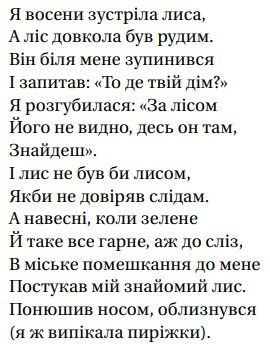 Я восени зустріла лиса,
А ліс довкола був рудим.
Він біля мене зупинився
І запитав: «То де твій дім?»
Я розгубилася: «За лісом
Його не видно, десь он там,
Знайдеш».
І лис не був би лисом,
Якби не довіряв слідам.
А навесні, коли зелене
Й таке все гарне, аж до сліз,
В міське помешкання до мене
Постукав мій знайомий лис.
Понюшив носом, облизнувся
(я ж випікала пиріжки).